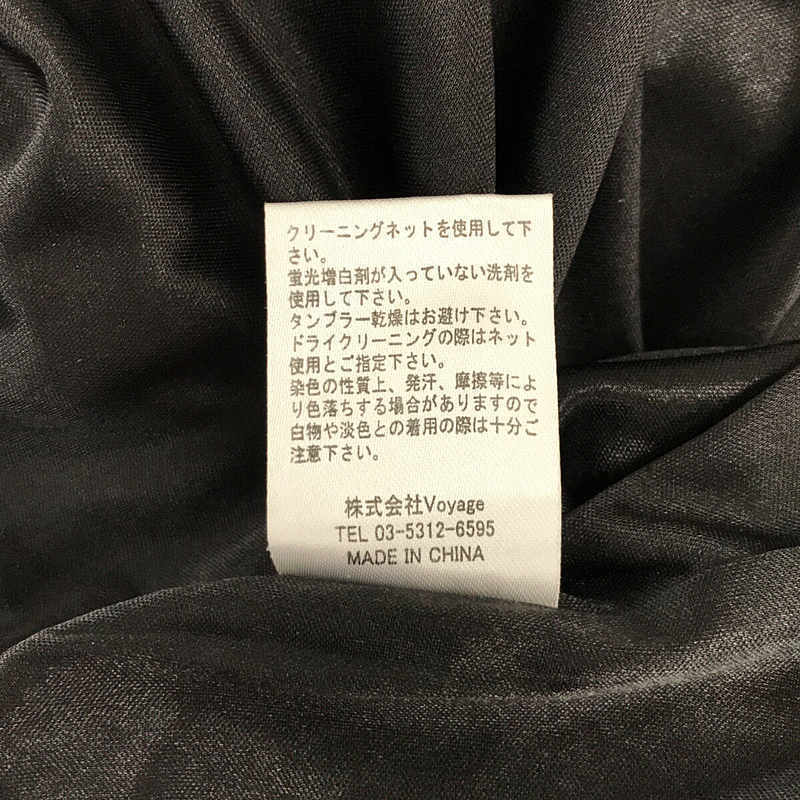 クリーニングネットを使用して下
さい。
蛍光増白剤が入っていない洗剤を
使用して下さい。
タンブラー乾燥はお避け下さい。
ドライクリーニングの際はネット
使用とご指定下さい。
染色の性質上、発汗、摩擦等によ
り色落ちする場合がありますので
白物や淡色との着用の際は十分ご
注意下さい。
株式会社Voyage
TEL 03-5312-6595
MADE IN CHINA